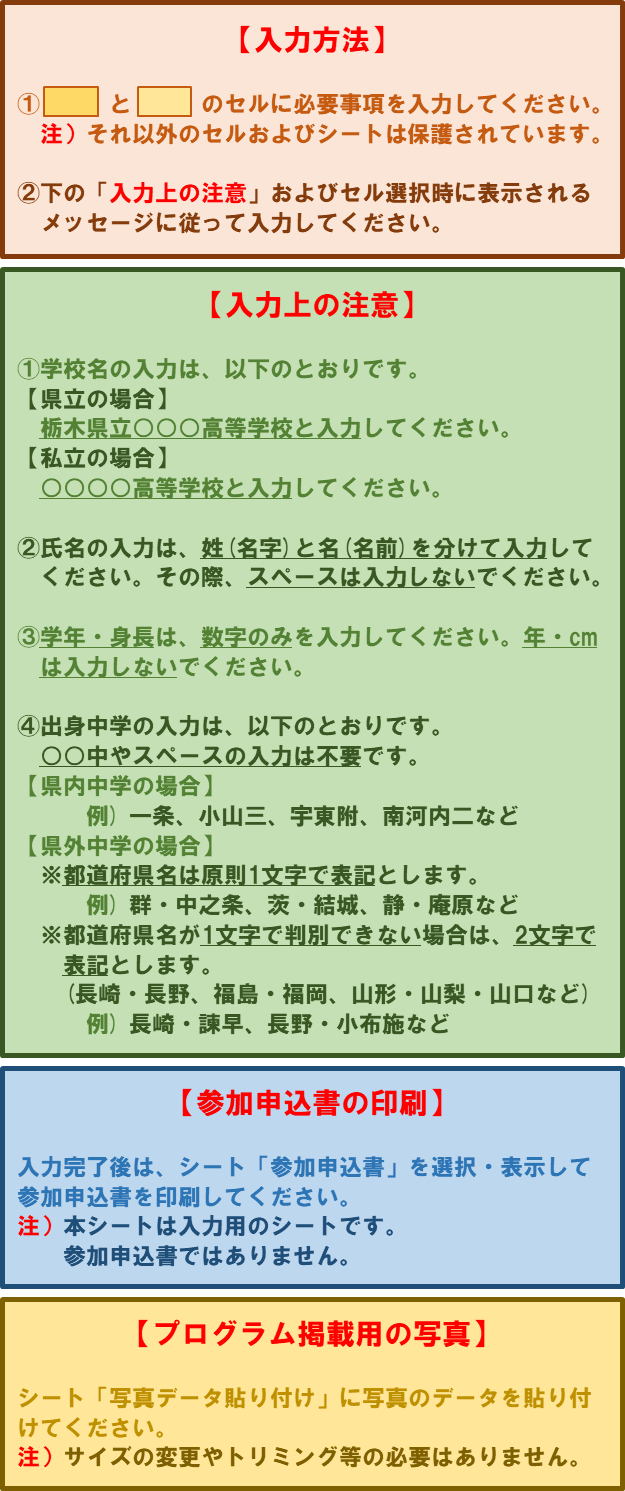 【入力方法】
① と のセルに必要事項を入力してください。
注）それ以外のセルおよびシートは保護されています。
②下の「入力上の注意」およびセル選択時に表示される
メッセージに従って入力してください。
【入力上の注意】
①学校名の入力は、以下のとおりです。
【県立の場合】
栃木県立○○○高等学校と入力してください。
【私立の場合】
○○○○高等学校と入力してください。
②氏名の入力は、姓(名字)と名(名前)を分けて入力して
ください。その際、スペースは入力しないでください。
③学年・身長は、数字のみを入力してください。年・cm
は入力しないでください。
④出身中学の入力は、以下のとおりです。
○○中やスペースの入力は不要です。
【県内中学の場合】
例）一条、小山三、宇東附、南河内二など
【県外中学の場合】
※都道府県名は原則1文字で表記とします。
例）群・中之条、茨・結城、静・庵原など
※都道府県名が1文字で判別できない場合は、2文字で
表記とします。
(長崎・長野、福島・福岡、山形・山梨・山口など)
例）長崎・諫早、長野・小布施など
【参加申込書の印刷】
入力完了後は、シート「参加申込書」を選択・表示して
参加申込書を印刷してください。
注）本シートは入力用のシートです。
参加申込書ではありません。
【プログラム掲載用の写真】
シート「写真データ貼り付け」に写真のデータを貼り付
けてください。
注）サイズの変更やトリミング等の必要はありません。